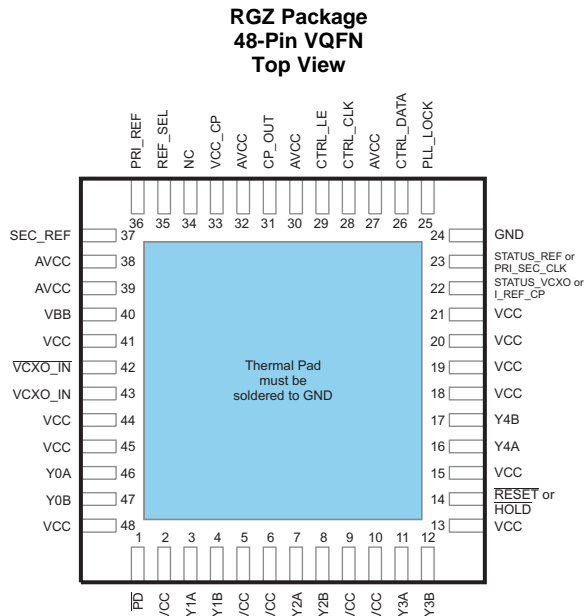 RGZ Package
48-Pin VQFN
Top View
PRI_REF
REF_SEL
NC
VCC_CP
AVCC
CP_OUT
AVCC
CTRL_LE
CTRL_CLK
AVCC
CTRL_DATA
PLL_LOCK
36 35 34 33 32 31 30 29 28 27 26 25
SEC_REF 37
AVCC 38
AVCC 39
VBB 40
VCC 41
VCXO_IN 42
VCXO_IN 43
VCC 44
VCC 45
Y0A 46
Y0B 47
VCC 48
Thermal Pad
must be
soldered to GND
24 GND
23 STATUS_REF or
PRI_SEC_CLK
22 STATUS_VCXO or
I_REF_CP
21 VCC
20 VCC
19 VCC
18 VCC
17 Y4B
16 Y4A
15 VCC
14 RESET or
HOLD
13 VCC
1 2 3 4 5 6 7 8 9 10 11 12
PD
VCC
Y1A
Y1B
VCC
VCC
Y2A
Y2B
VCC
VCC
Y3A
Y3B